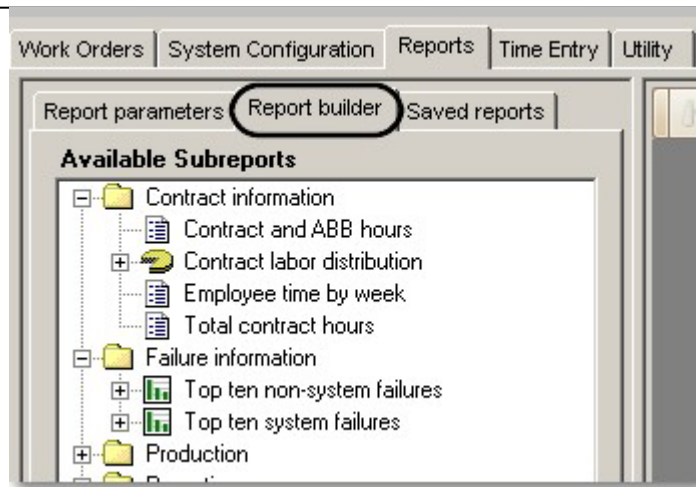 Work Orders System Configuration Reports Time Entry Utility
Report parameters Report builder Saved reports
Available Subreports
Contract information
Contract and ABB hours
Contract labor distribution
Employee time by week
Total contract hours
Failure information
Top ten non-system failures
Top ten system failures
Production